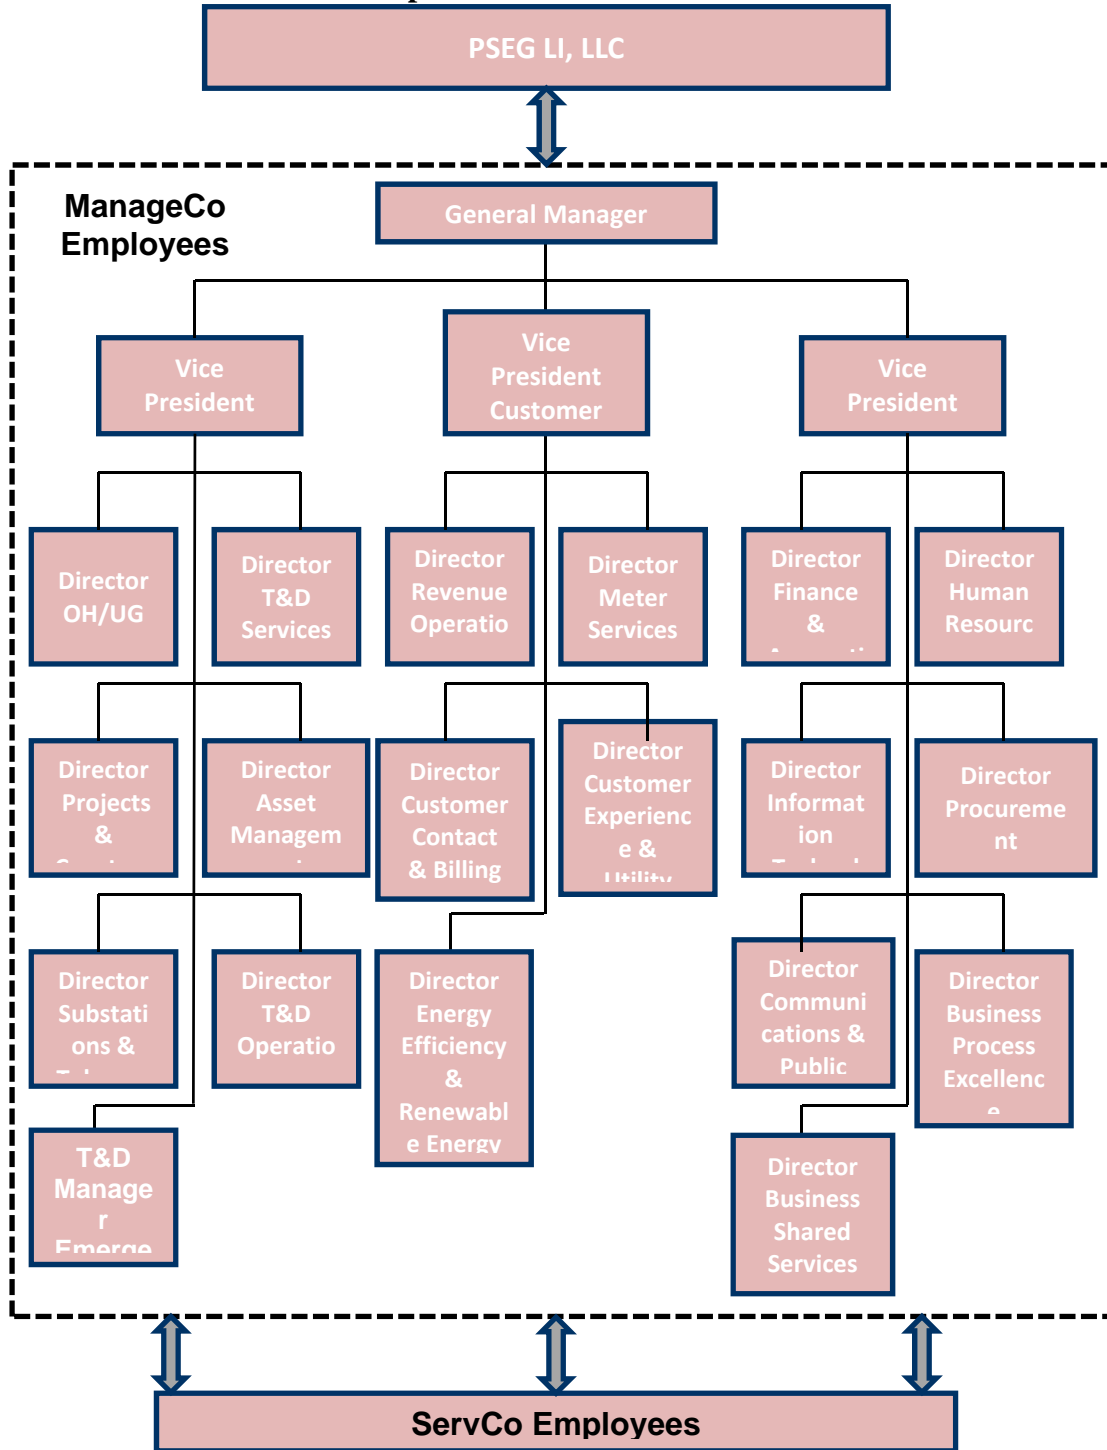 PSEG LI, LLC
ManageCo
Employees
General Manager
Vice
President
Vice
President
Customer
Vice
President
Director
OH/UG
Director
T&D
Services
Director
Revenue
Operatio
Director
Meter
Services
Director
Finance
&
Director
Human
Resourc
Director
Projects
&
Director
Asset
Managem
Director
Customer
Contact
& Billing
Director
Customer
Experienc
e &
Utility
Director
Informat
ion
Director
Procureme
nt
Director
Substati
ons &
Director
T&D
Operatio
Director
Energy
Efficiency
&
Renewabl
e Energy
Director
Communi
cations &
Public
Director
Business
Process
Excellenc
e
T&D
Manage
r
Emerge
Director
Business
Shared
Services
ServCo Employees